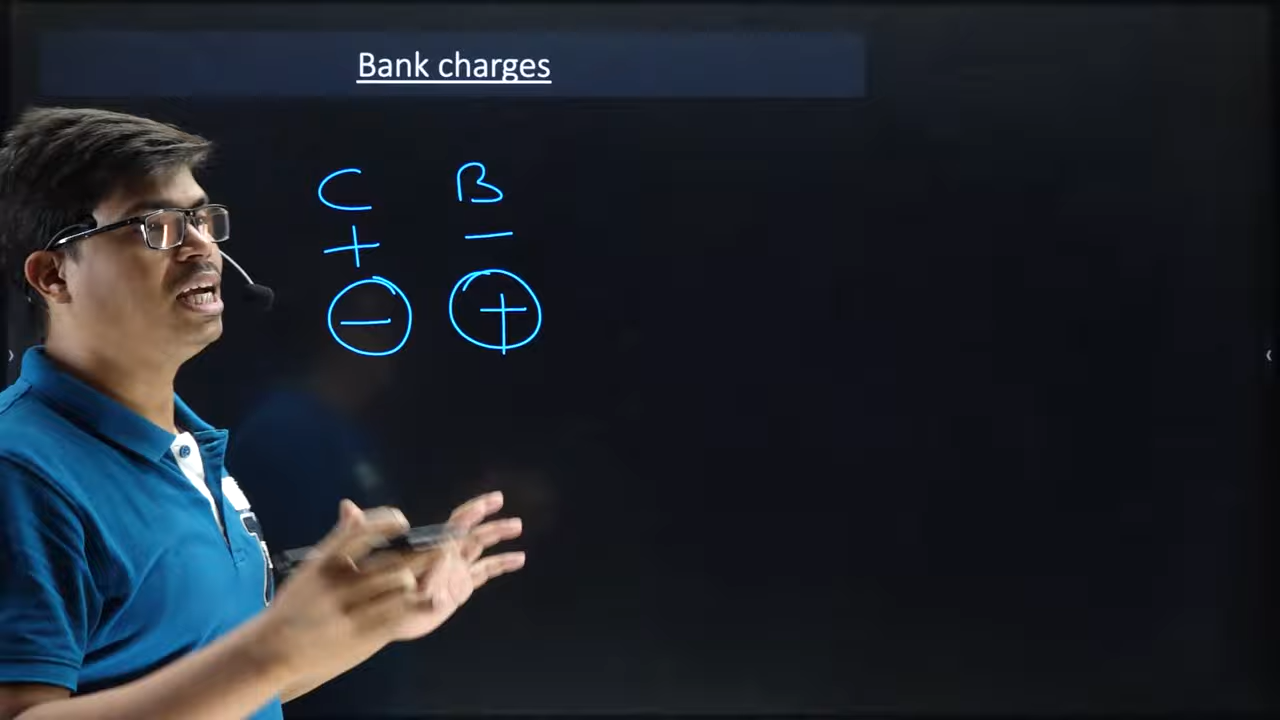 Bank charges
C B
+ −
− +